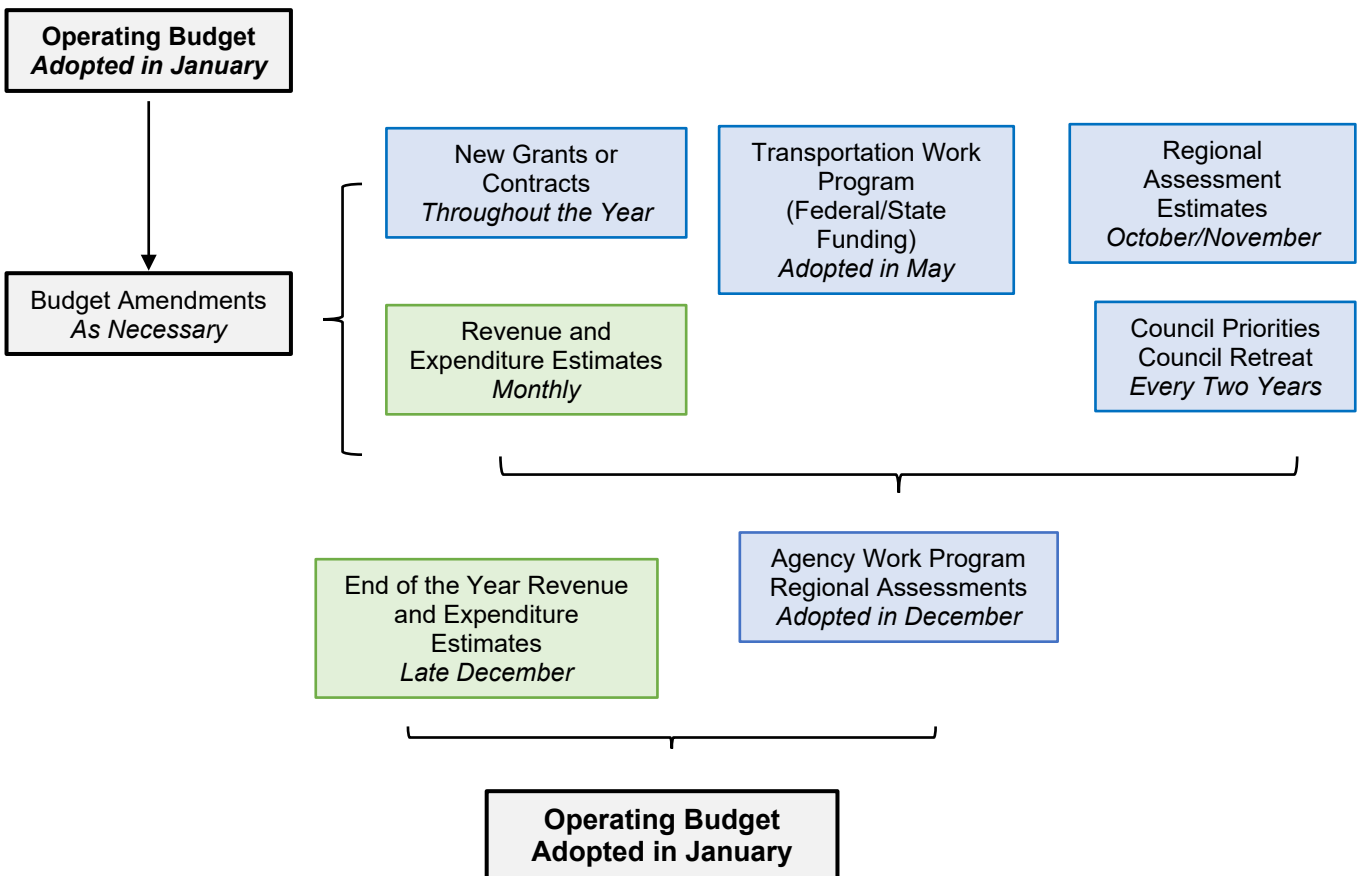 Operating Budget
Adopted in January
New Grants or
Contracts
Throughout the Year
Transportation Work
Program
(Federal/State
Funding)
Adopted in May
Regional
Assessment
Estimates
October/November
Budget Amendments
As Necessary
Revenue and
Expenditure Estimates
Monthly
Council Priorities
Council Retreat
Every Two Years
End of the Year Revenue
and Expenditure
Estimates
Late December
Agency Work Program
Regional Assessments
Adopted in December
Operating Budget
Adopted in January